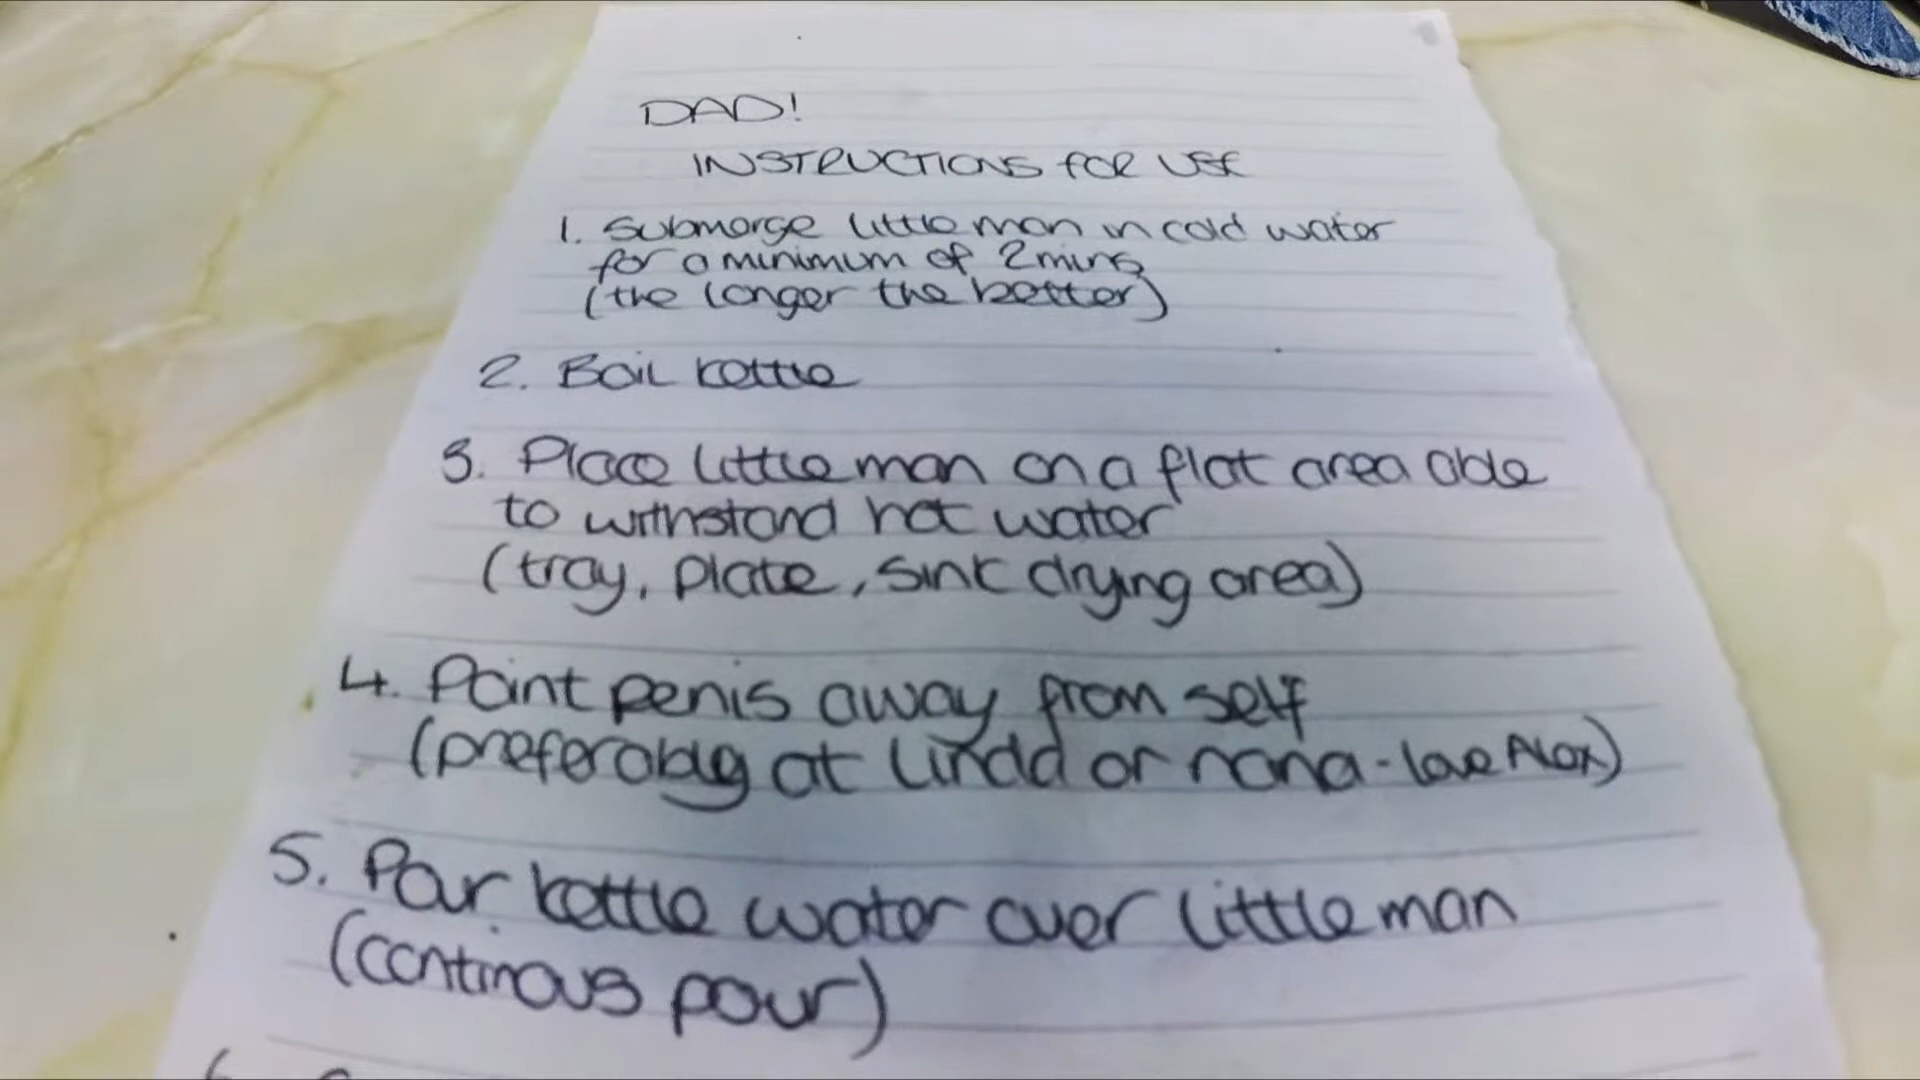 DAD!
INSTRUCTIONS FOR USE
1. Submerge little man in cold water
for a minimum of 2 mins
(the longer the better)
2. Boil kettle
3. Place little man on a flat area able
to withstand hot water
(tray, plate, sink drying area)
4. Point penis away from self
(preferably at Linda or nana - love Alex)
5. Pour kettle water over little man
(continous pour)